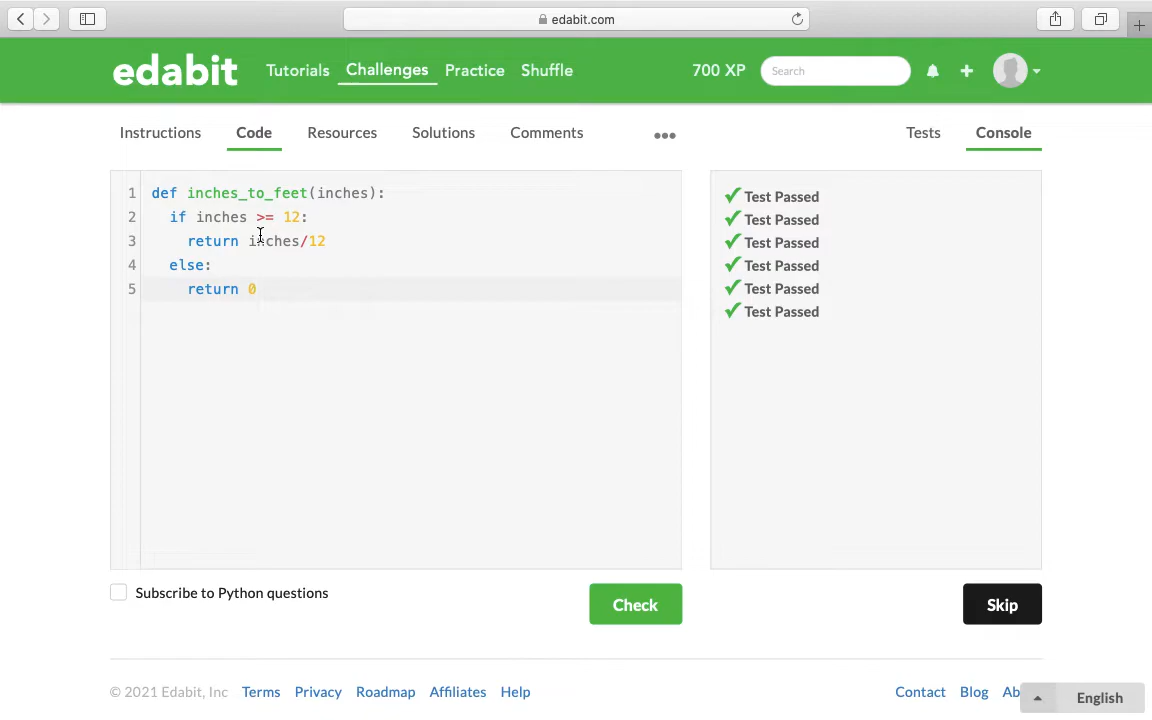 edabit.com
edabit Tutorials Challenges Practice Shuffle 700 XP Search
Instructions Code Resources Solutions Comments ••• Tests Console
1 def inches_to_feet(inches):
2 if inches >= 12:
3 return inches/12
4 else:
5 return 0
Test Passed
Test Passed
Test Passed
Test Passed
Test Passed
Test Passed
Subscribe to Python questions
Check
Skip
© 2021 Edabit, Inc Terms Privacy Roadmap Affiliates Help Contact Blog Ab
English